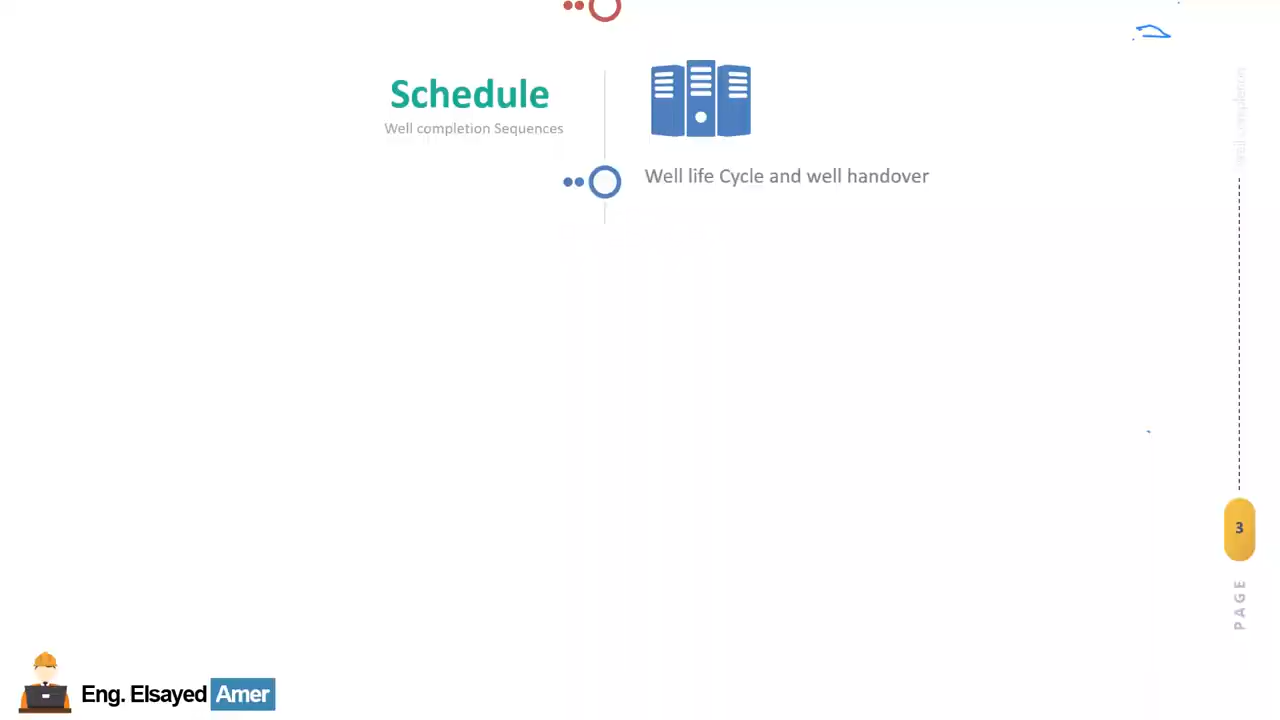 Schedule
Well completion Sequences
Well life Cycle and well handover
3
PAGE
Eng. Elsayed Amer